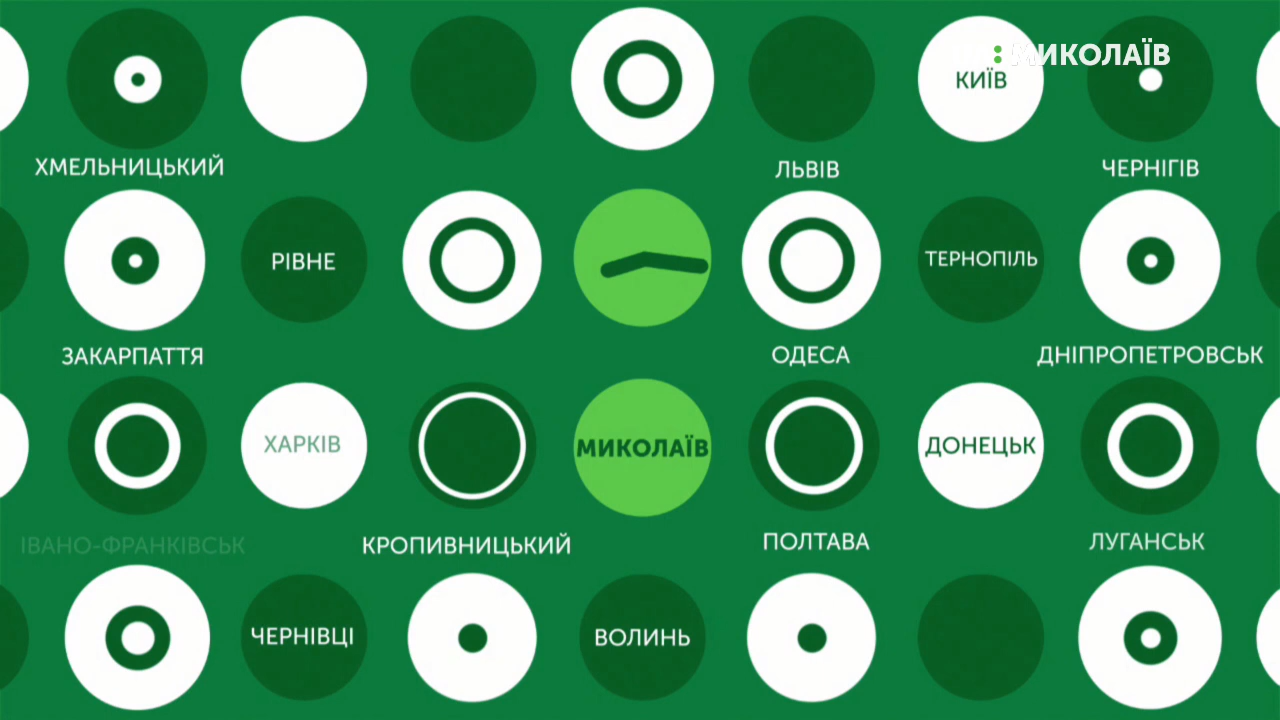 : МИКОЛАЇВ
КИЇВ
ХМЕЛЬНИЦЬКИЙ
ЛЬВІВ
ЧЕРНІГІВ
РІВНЕ
ТЕРНОПІЛЬ
ЗАКАРПАТТЯ
ОДЕСА
ДНІПРОПЕТРОВСЬК
ХАРКІВ
МИКОЛАЇВ
ДОНЕЦЬК
ІВАНО-ФРАНКІВСЬК
КРОПИВНИЦЬКИЙ
ПОЛТАВА
ЛУГАНСЬК
ЧЕРНІВЦІ
ВОЛИНЬ